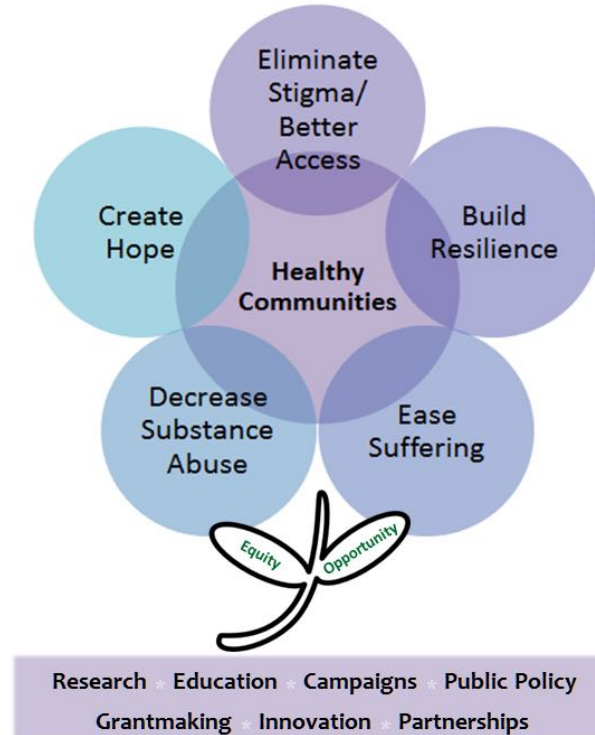 Eliminate
Stigma/
Better
Access
Create
Hope
Build
Resilience
Healthy
Communities
Decrease
Substance
Abuse
Ease
Suffering
Equity
Opportunity
Research * Education * Campaigns * Public Policy
Grantmaking * Innovation * Partnerships